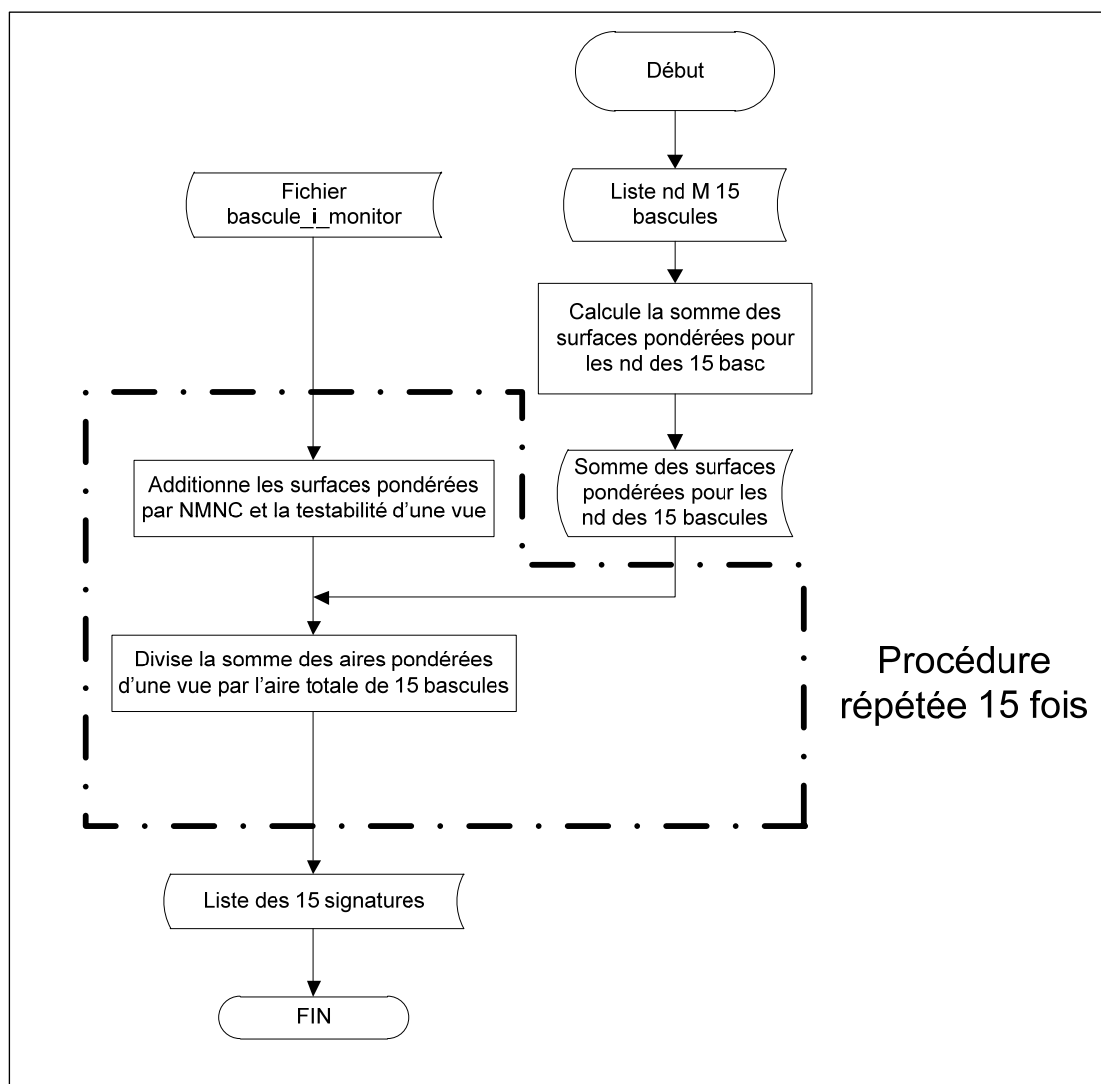 Début
Fichier
bascule_i_monitor
Liste nd M 15
bascules
Calcule la somme des
surfaces pondérées pour
les nd des 15 basc
Additionne les surfaces pondérées
par NMNC et la testabilité d’une vue
Somme des surfaces
pondérées pour les
nd des 15 bascules
Divise la somme des aires pondérées
d’une vue par l’aire totale de 15 bascules
Procédure
répétée 15 fois
Liste des 15 signatures
FIN